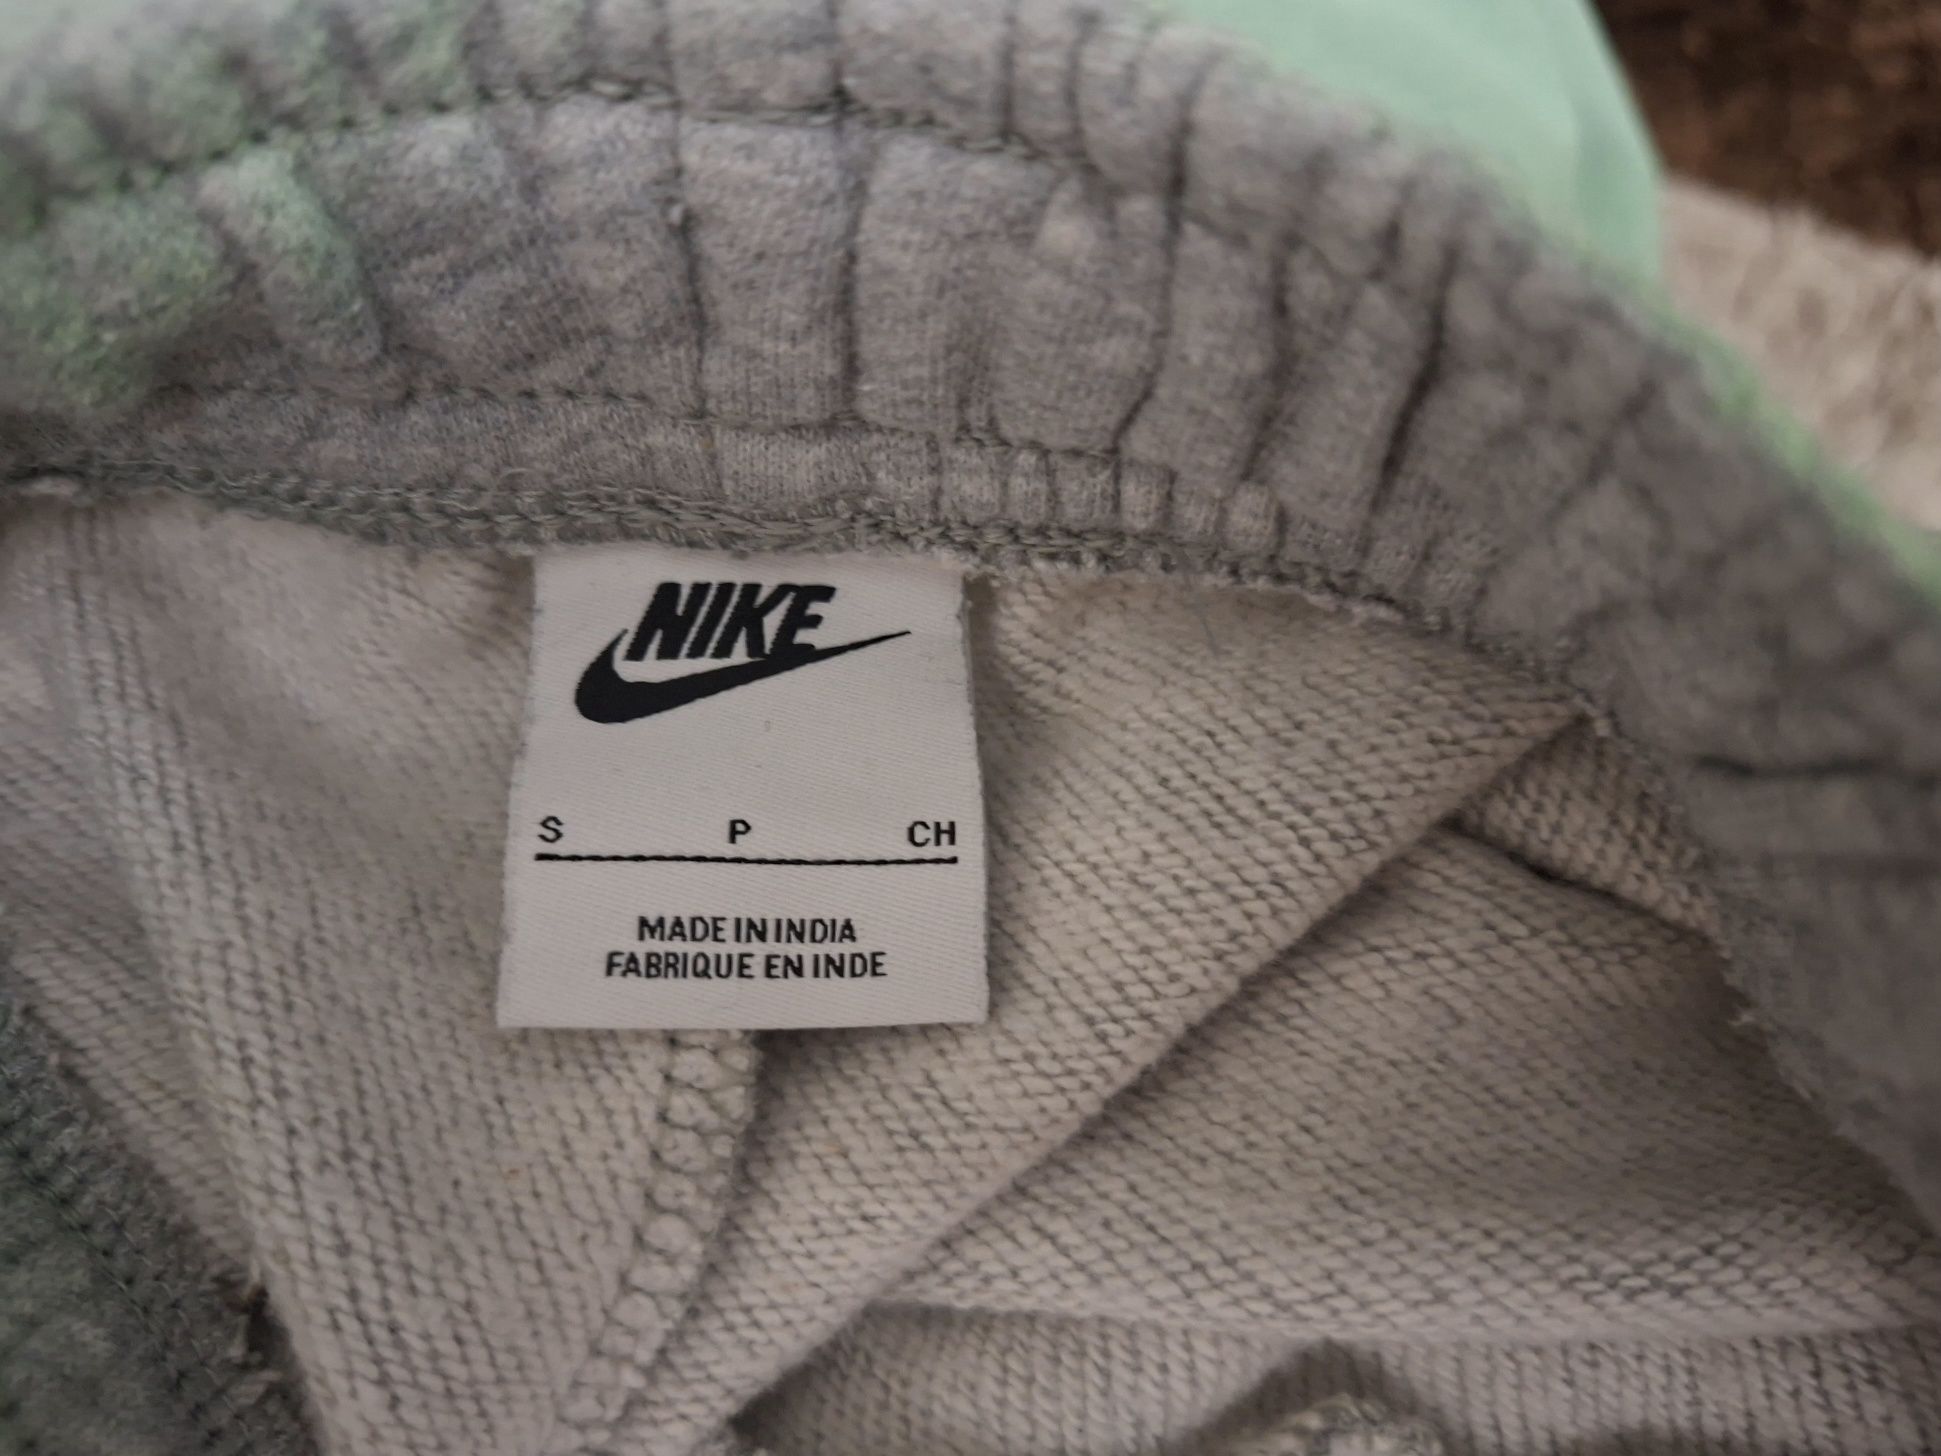 NIKE
S P CH
MADE IN INDIA
FABRIQUE EN INDE